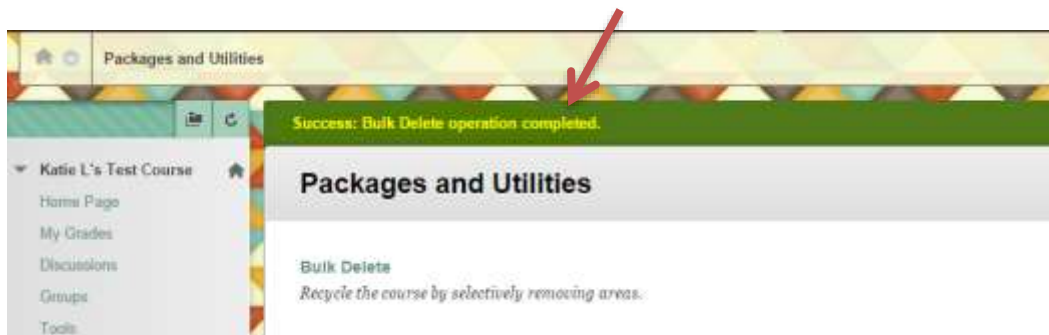 Packages and Utilities
Success: Bulk Delete operation completed.
Katie L's Test Course
Packages and Utilities
Home Page
My Grades
Discussions
Bulk Delete
Groups
Recycle the course by selectively removing areas.
Tools